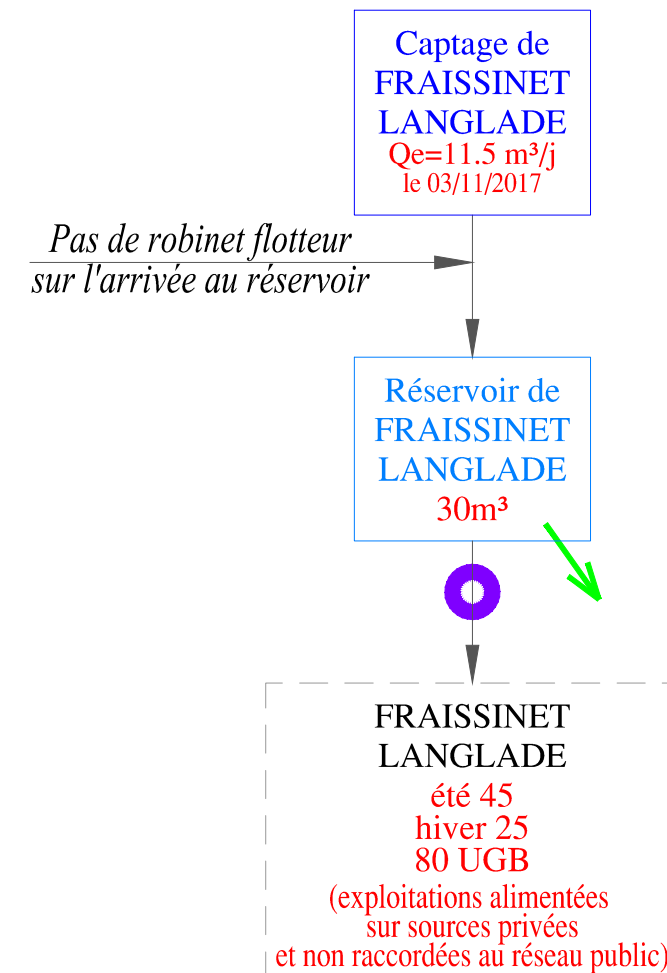 Captage de
FRAISSINET
LANGLADE
Qe=11.5 m³/j
le 03/11/2017
Pas de robinet flotteur
sur l'arrivée au réservoir
Réservoir de
FRAISSINET
LANGLADE
30m³
FRAISSINET
LANGLADE
été 45
hiver 25
80 UGB
(exploitations alimentées
sur sources privées
et non raccordées au réseau public)